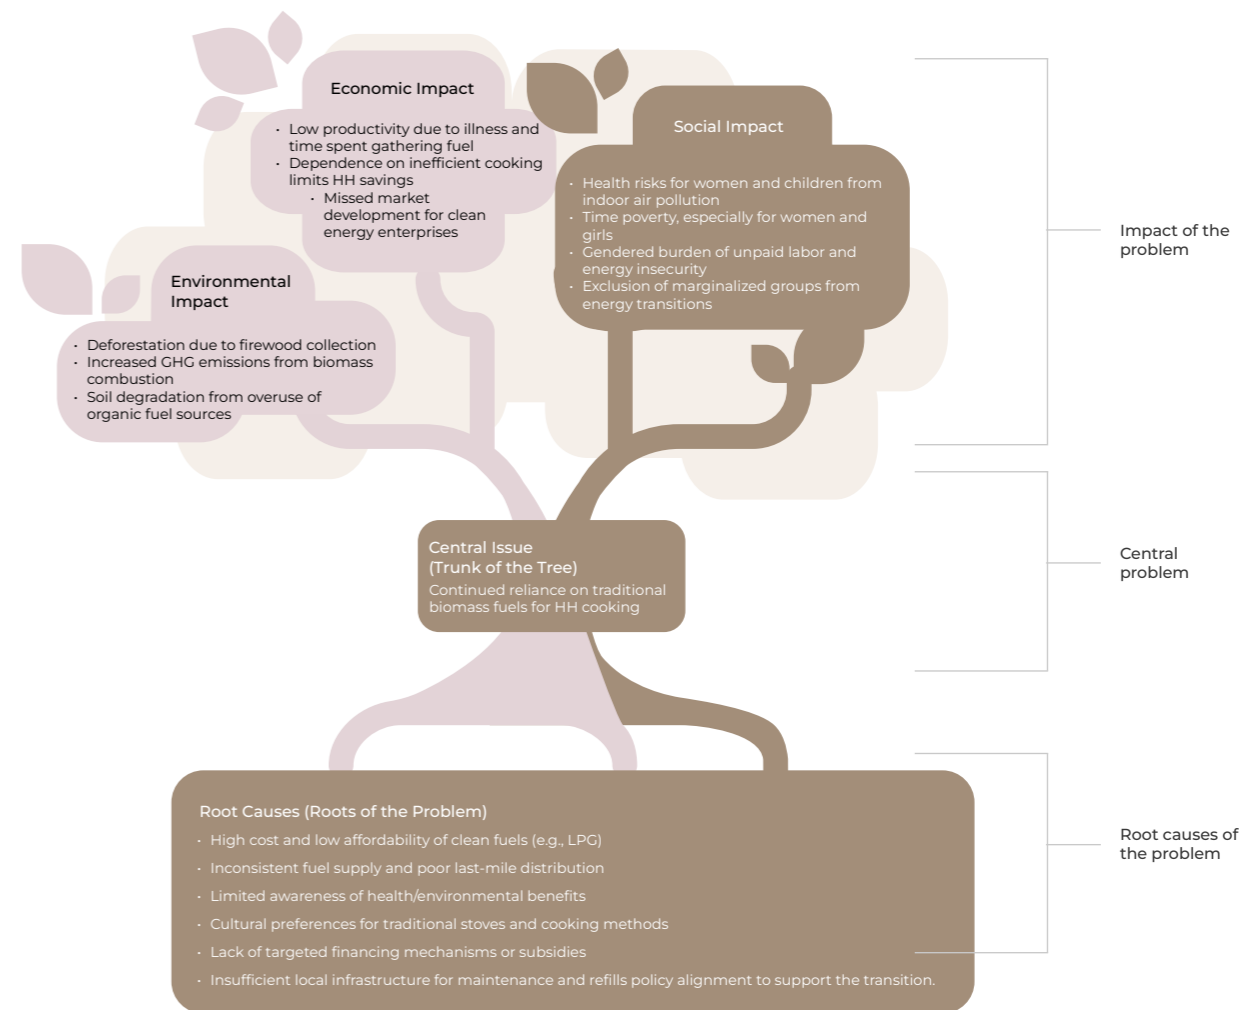 Economic Impact
· Low productivity due to illness and
time spent gathering fuel
· Dependence on inefficient cooking
limits HH savings
· Missed market
development for clean
energy enterprises
Social Impact
· Health risks for women and children from
indoor air pollution
· Time poverty, especially for women and
girls
· Gendered burden of unpaid labor and
energy insecurity
· Exclusion of marginalized groups from
energy transitions
Environmental
Impact
· Deforestation due to firewood collection
· Increased GHG emissions from biomass
combustion
· Soil degradation from overuse of
organic fuel sources
Impact of the
problem
Central Issue
(Trunk of the Tree)
Continued reliance on traditional
biomass fuels for HH cooking
Central
problem
Root Causes (Roots of the Problem)
· High cost and low affordability of clean fuels (e.g., LPG)
· Inconsistent fuel supply and poor last-mile distribution
· Limited awareness of health/environmental benefits
· Cultural preferences for traditional stoves and cooking methods
· Lack of targeted financing mechanisms or subsidies
· Insufficient local infrastructure for maintenance and refills policy alignment to support the transition.
Root causes of
the problem